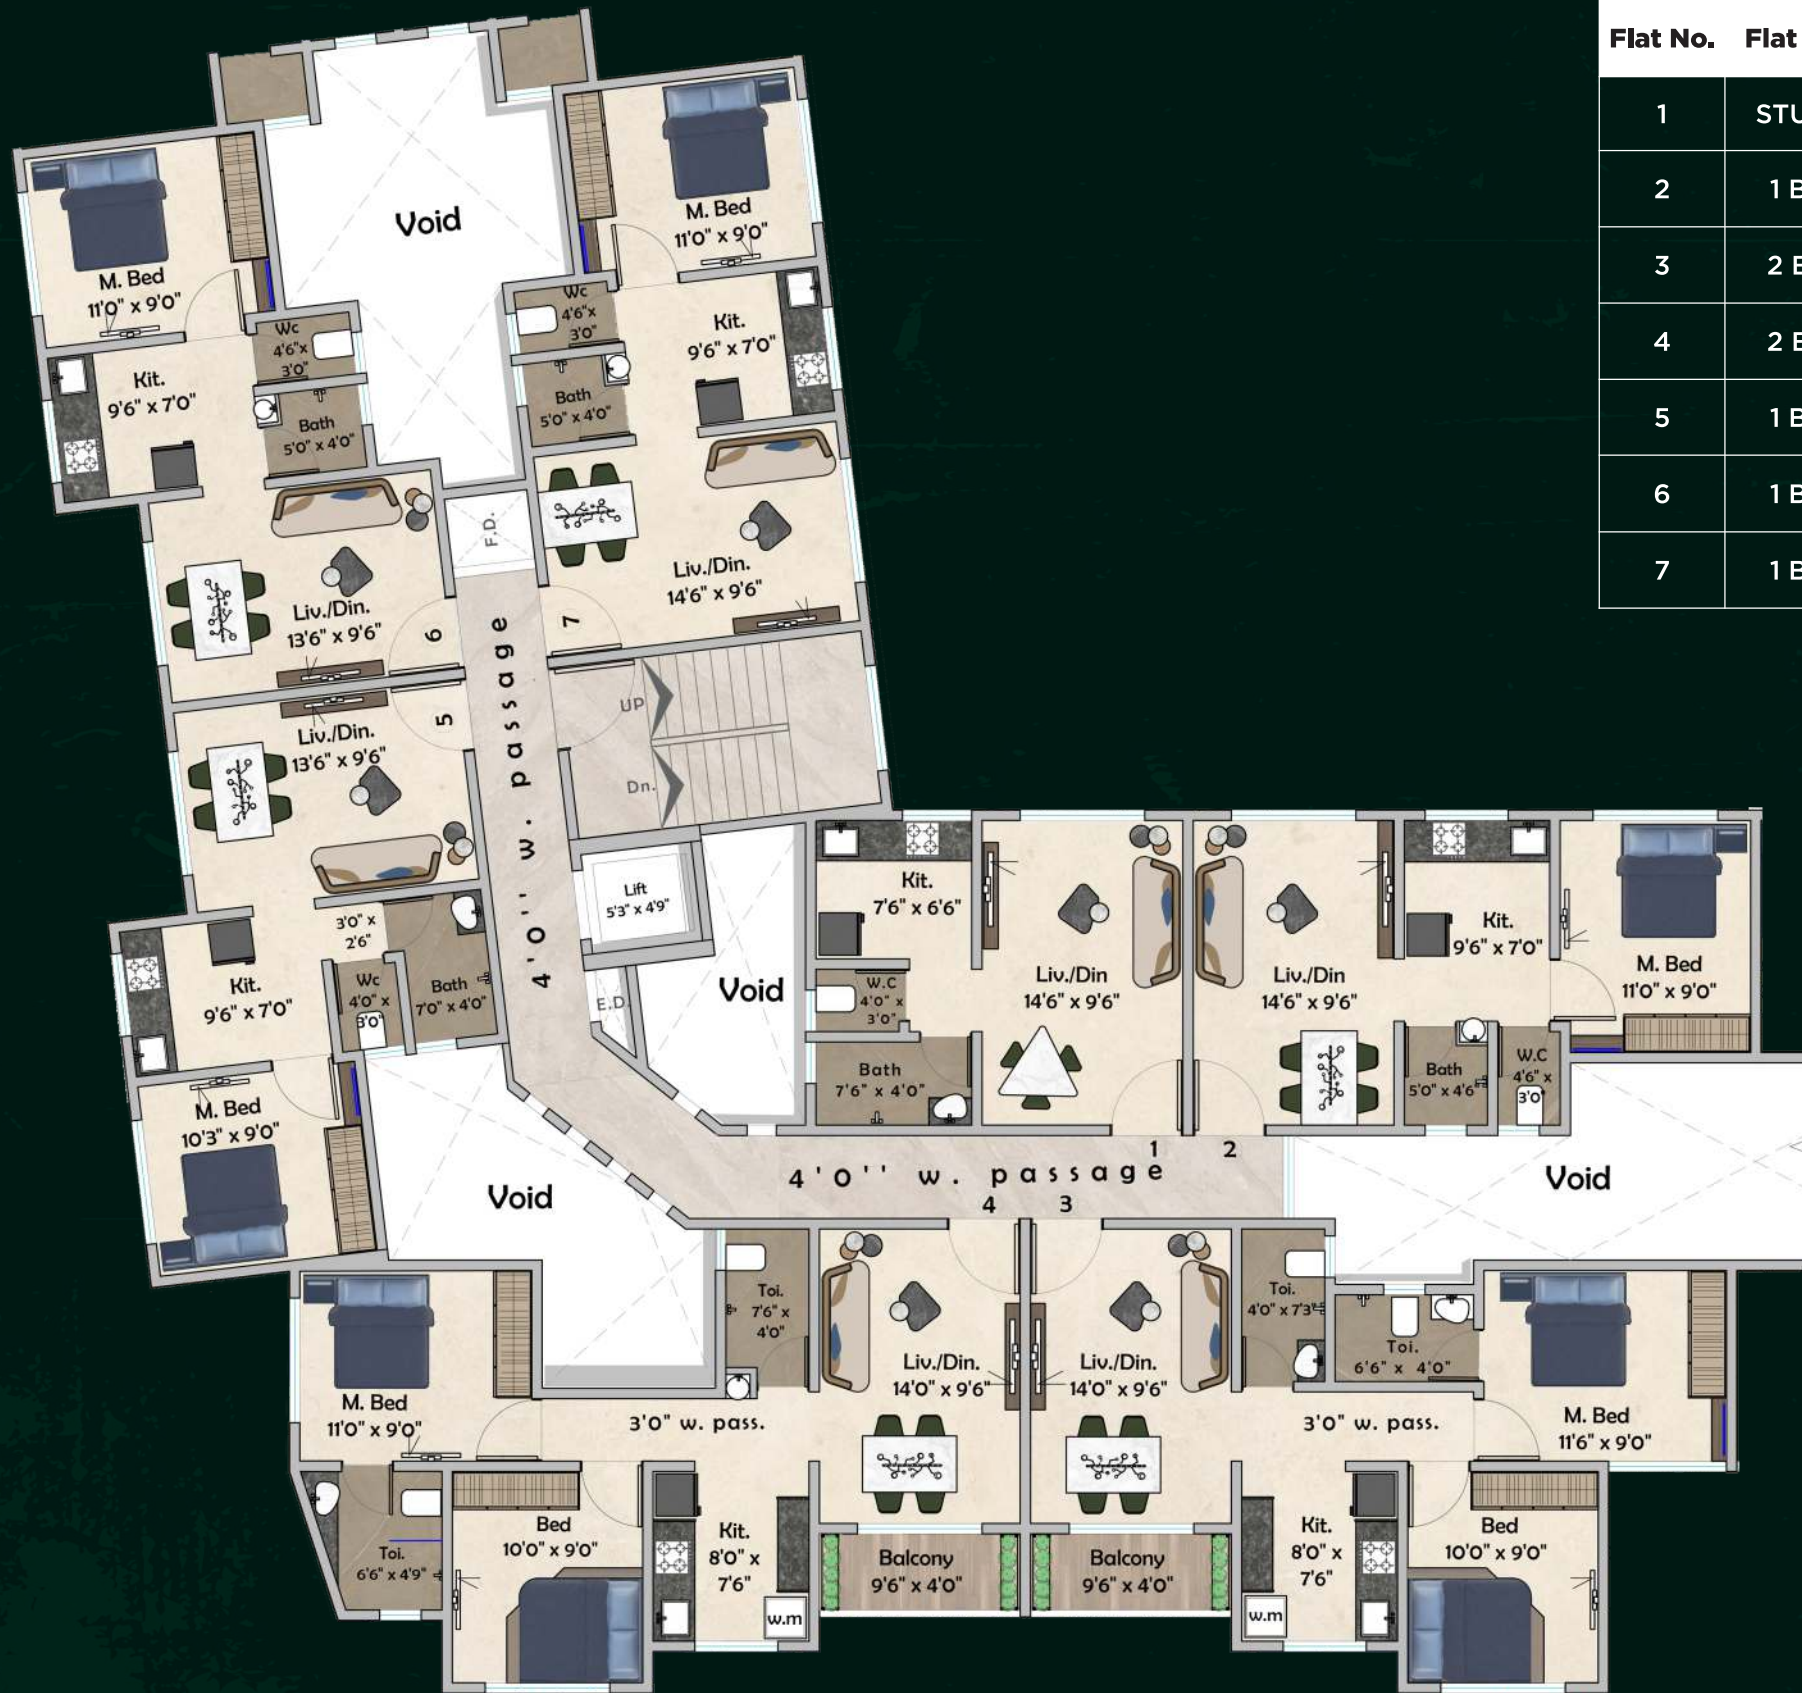 Flat No. Flat
1 STU
2 1 B
3 2 B
4 2 B
5 1 B
6 1 B
7 1 B
Void
M. Bed
11'0" x 9'0"
M. Bed
11'0" x 9'0"
Wc
4'6"x
3'0"
Kit.
9'6" x 7'0"
Bath
5'0" x 4'0"
Wc
4'6"x
3'0"
Kit.
9'6" x 7'0"
Bath
5'0" x 4'0"
F.D.
Liv./Din.
14'6" x 9'6"
Liv./Din.
13'6" x 9'6"
6
7
4'0'' w. passage
5
UP
Dn.
Liv./Din.
13'6" x 9'6"
Lift
5'3" x 4'9"
3'0" x
2'6"
Wc
4'0" x
3'0"
Bath
7'0" x 4'0"
Kit.
9'6" x 7'0"
E.D.
Void
M. Bed
10'3" x 9'0"
Void
Kit.
7'6" x 6'6"
W.C
4'0" x
3'0"
Bath
7'6" x 4'0"
Liv./Din
14'6" x 9'6"
Liv./Din
14'6" x 9'6"
Kit.
9'6" x 7'0"
M. Bed
11'0" x 9'0"
Bath
5'0" x 4'6"
W.C
4'6" x
3'0"
1 2
4'0'' w. passage
4 3
Void
Toi.
7'6" x
4'0"
Liv./Din.
14'0" x 9'6"
Liv./Din.
14'0" x 9'6"
Toi.
4'0" x 7'3"
Toi.
6'6" x 4'0"
M. Bed
11'0" x 9'0"
3'0" w. pass.
3'0" w. pass.
M. Bed
11'6" x 9'0"
Toi.
6'6" x 4'9"
Bed
10'0" x 9'0"
Kit.
8'0" x
7'6"
w.m
Balcony
9'6" x 4'0"
Balcony
9'6" x 4'0"
Kit.
8'0" x
7'6"
w.m
Bed
10'0" x 9'0"